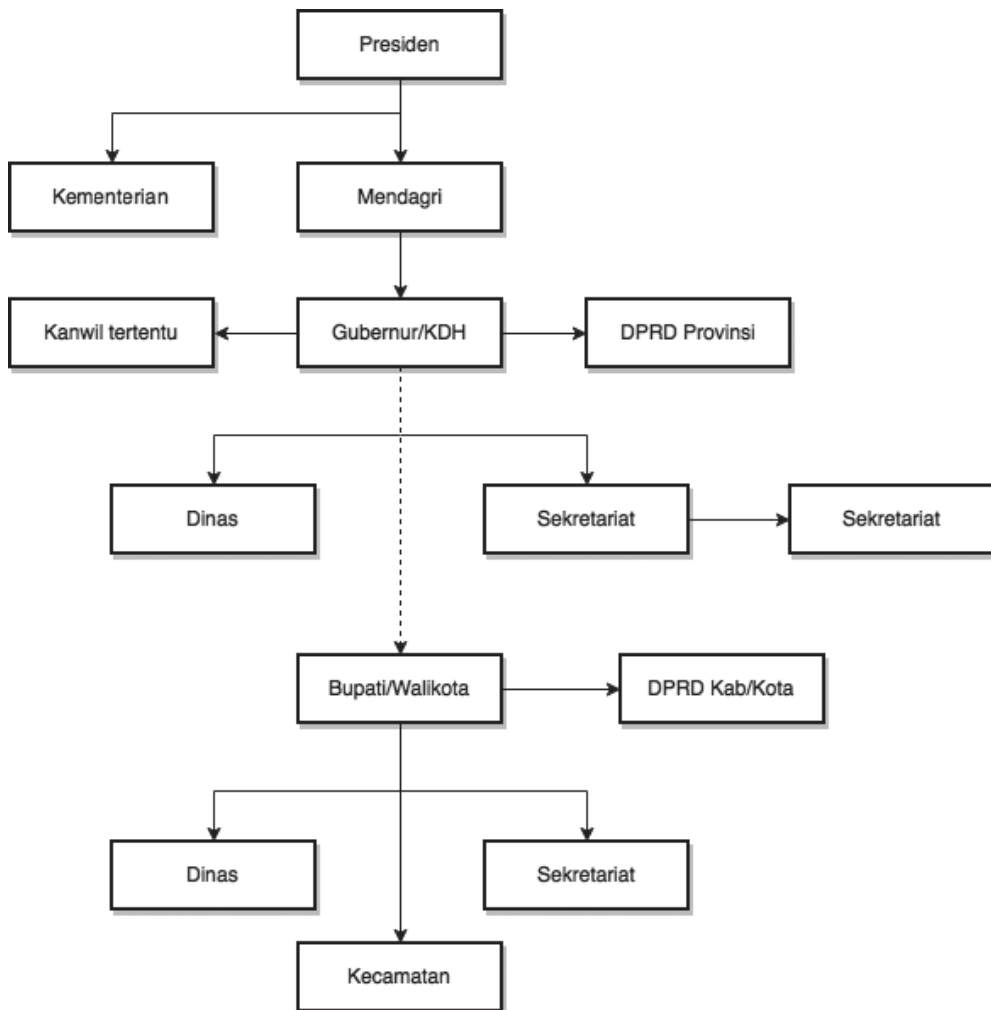 Presiden
Kementerian
Mendagri
Kanwil tertentu
Gubernur/KDH
DPRD Provinsi
Dinas
Sekretariat
Sekretariat
Bupati/Walikota
DPRD Kab/Kota
Dinas
Sekretariat
Kecamatan